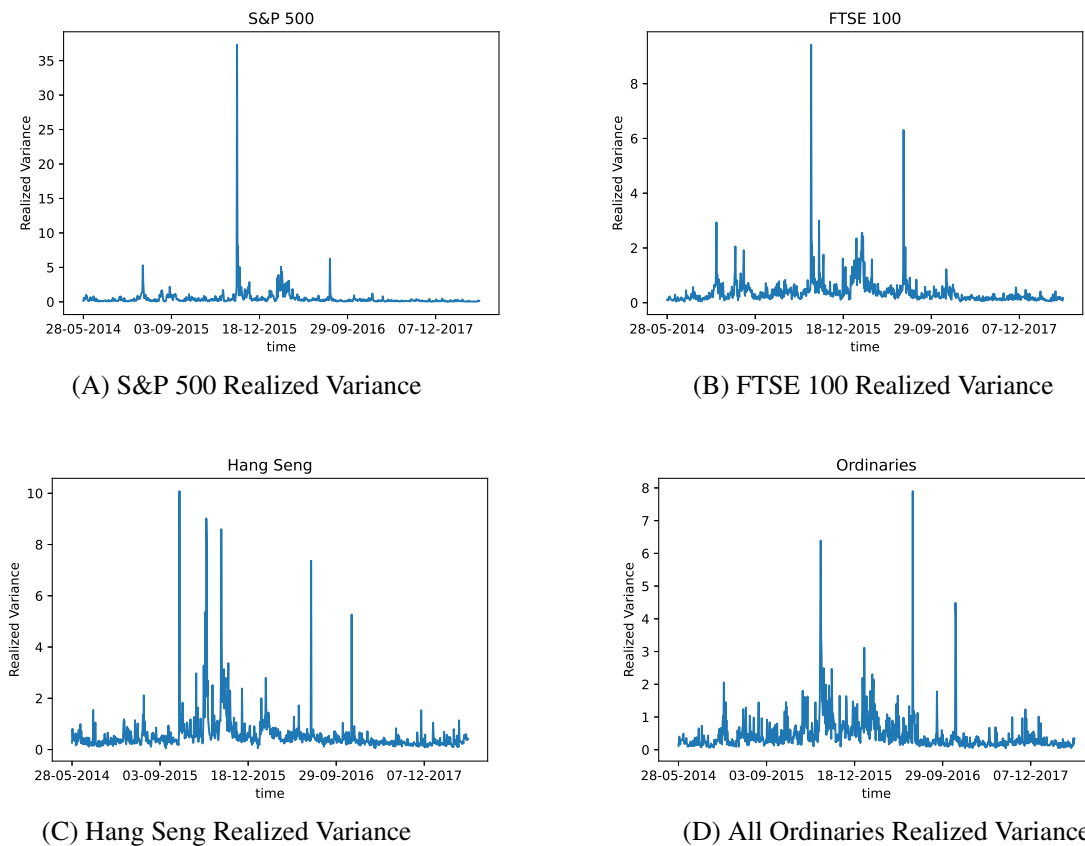 S&P 500
Realized Variance
35
30
25
20
15
10
5
0
28-05-2014 03-09-2015 18-12-2015 29-09-2016 07-12-2017
time
(A) S&P 500 Realized Variance
FTSE 100
Realized Variance
8
6
4
2
0
28-05-2014 03-09-2015 18-12-2015 29-09-2016 07-12-2017
time
(B) FTSE 100 Realized Variance
Hang Seng
Realized Variance
10
8
6
4
2
0
28-05-2014 03-09-2015 18-12-2015 29-09-2016 07-12-2017
time
(C) Hang Seng Realized Variance
Ordinaries
Realized Variance
8
7
6
5
4
3
2
1
0
28-05-2014 03-09-2015 18-12-2015 29-09-2016 07-12-2017
time
(D) All Ordinaries Realized Variance